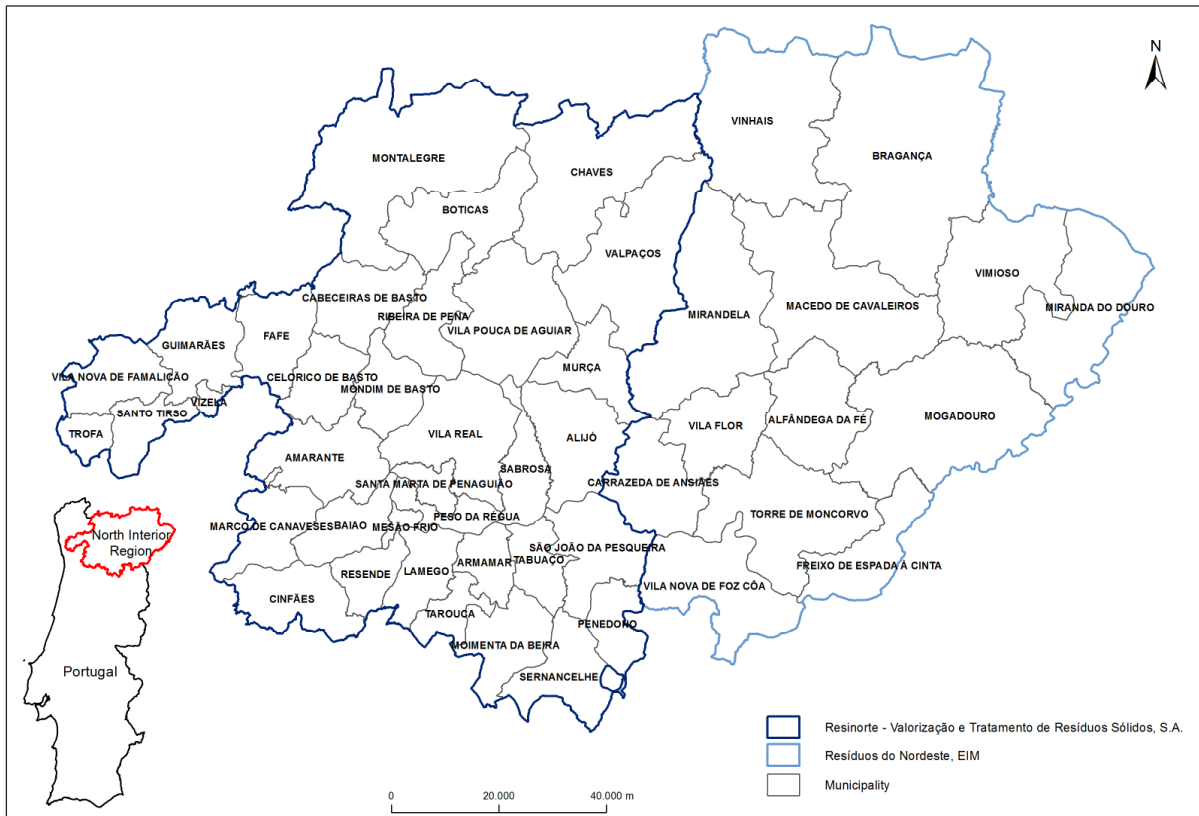 N
VINHAIS
BRAGANÇA
MONTALEGRE
CHAVES
BOTICAS
VALPAÇOS
VIMIOSO
CABECEIRAS DE BASTO
MACEDO DE CAVALEIROS
MIRANDA DO DOURO
RIBEIRA DE PENA
MIRANDELA
VILA POUCA DE AGUIAR
FAFE
GUIMARÃES
MURÇA
VILA NOVA DE FAMALICÃO
CELORICO DE BASTO
MONDIM DE BASTO
VIZELA
SANTO TIRSO
MOGADOURO
ALFÂNDEGA DA FÉ
VILA FLOR
TROFA
VILA REAL
ALIJÓ
AMARANTE
SABROSA
SANTA MARTA DE PENAGUIÃO
CARRAZEDA DE ANSIÃES
TORRE DE MONCORVO
PESO DA RÉGUA
MARCO DE CANAVESES
BAIAO
MESÃO FRIO
North Interior
Region
SÃO JOÃO DA PESQUEIRA
ARMAMAR
TABUAÇO
FREIXO DE ESPADA À CINTA
LAMEGO
RESENDE
VILA NOVA DE FOZ CÔA
CINFÃES
TAROUCA
PENEDONO
MOIMENTA DA BEIRA
Portugal
SERNANCELHE
Resinorte - Valorização e Tratamento de Resíduos Sólidos, S.A.
Resíduos do Nordeste, EIM
Municipality
0 20.000 40.000 m